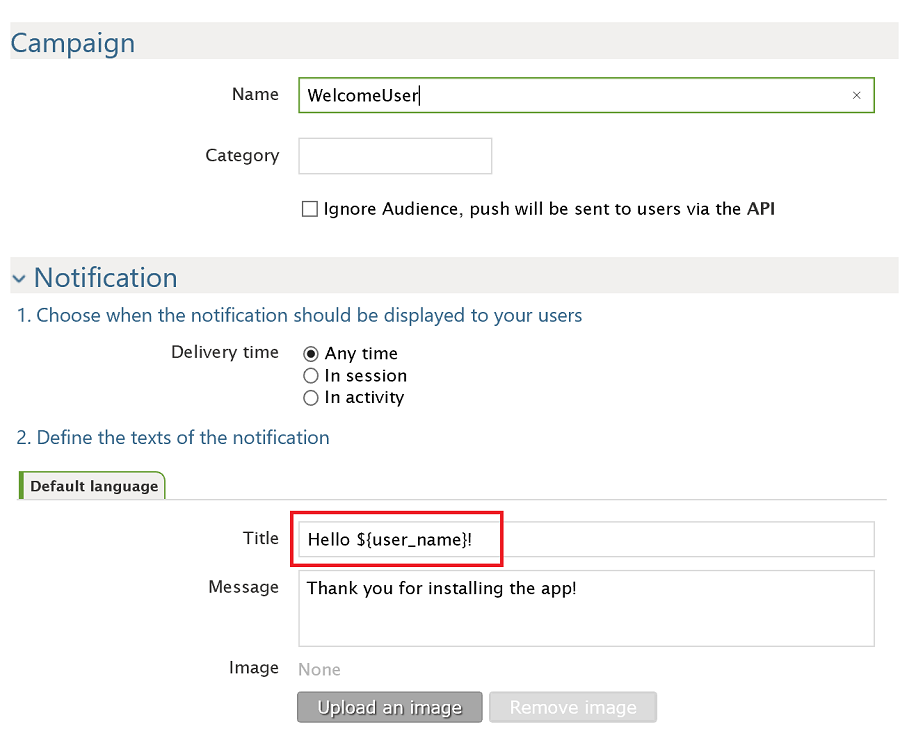 Campaign
Name WelcomeUser ×
Category
Ignore Audience, push will be sent to users via the API
Notification
1. Choose when the notification should be displayed to your users
Delivery time Any time
In session
In activity
2. Define the texts of the notification
Default language
Title Hello ${user_name}!
Message Thank you for installing the app!
Image None
Upload an image Remove image